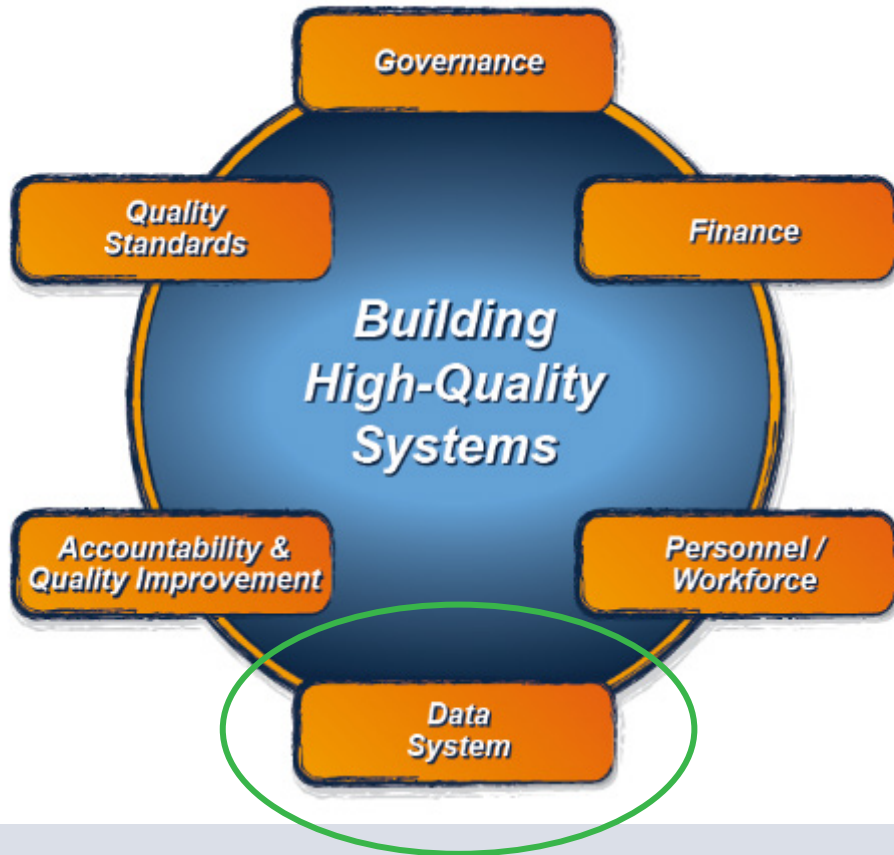 Governance
Quality
Standards
Finance
Building
High-Quality
Systems
Accountability &
Quality Improvement
Personnel /
Workforce
Data
System